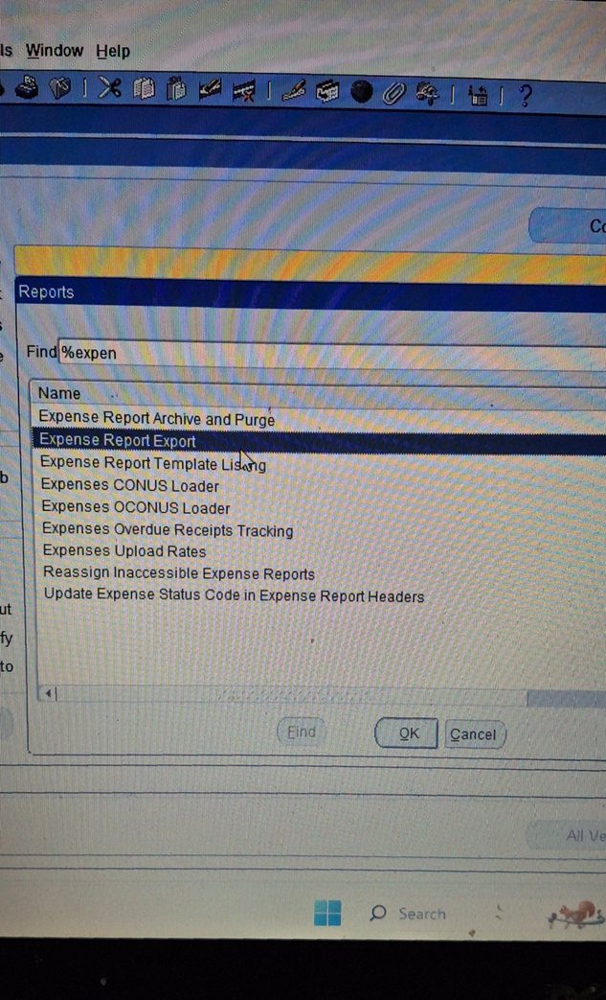 ls Window Help
?
Co
Reports
Find %expen
Name
Expense Report Archive and Purge
Expense Report Export
Expense Report Template Listing
Expenses CONUS Loader
Expenses OCONUS Loader
Expenses Overdue Receipts Tracking
Expenses Upload Rates
Reassign Inaccessible Expense Reports
b
Update Expense Status Code in Expense Report Headers
ut
fy
to
Find OK Cancel
All Ve
Search